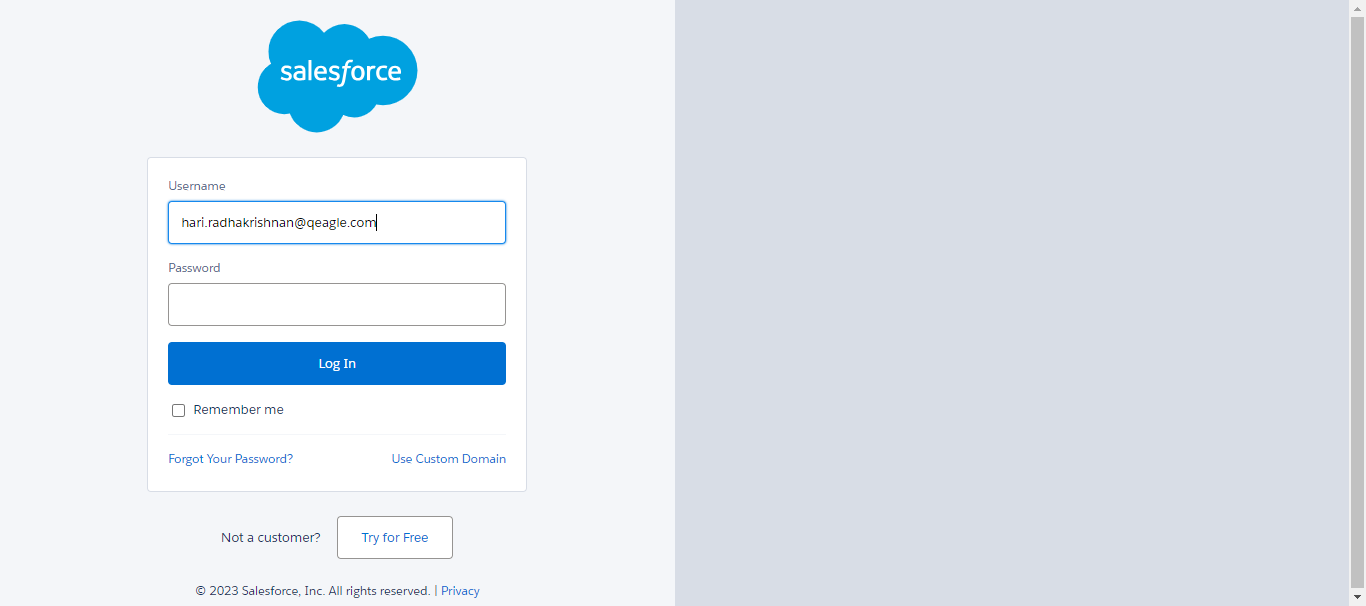 salesforce
Username
hari.radhakrishnan@qeagle.com
Password
Log In
Remember me
Forgot Your Password? Use Custom Domain
Not a customer? Try for Free
© 2023 Salesforce, Inc. All rights reserved. | Privacy